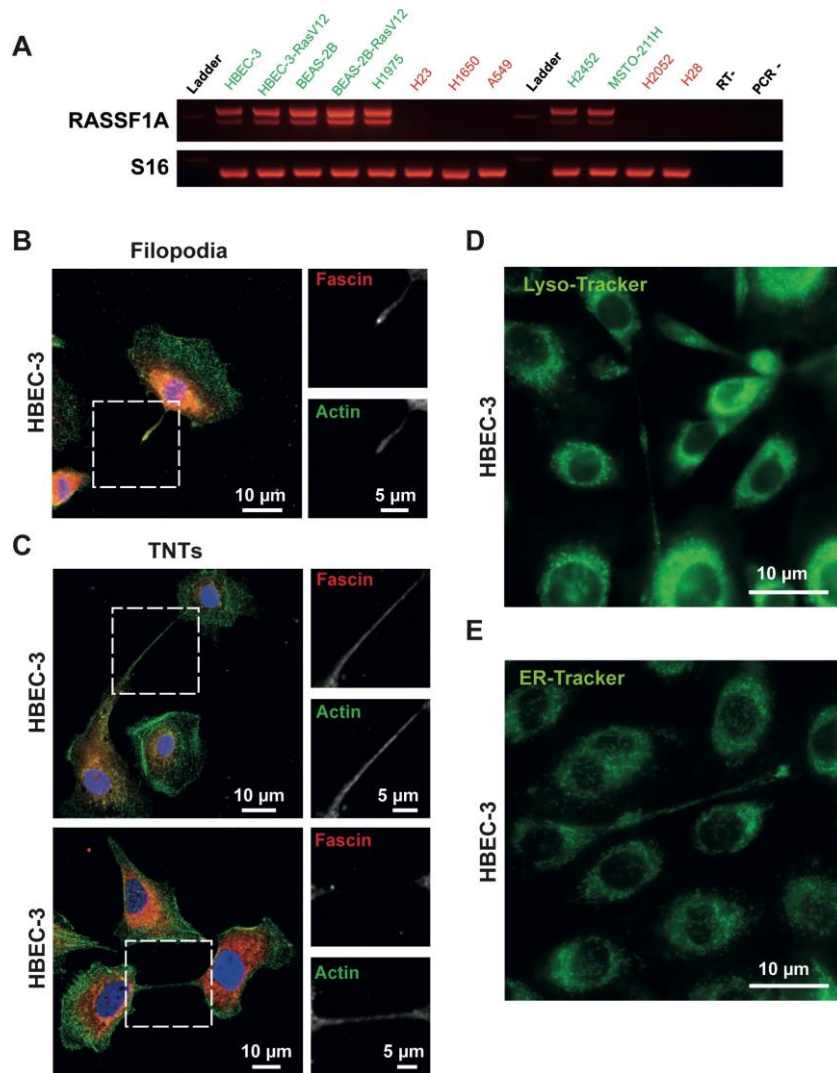 A
Ladder
HBEC-3
HBEC-3-RasV12
BEAS-2B
BEAS-2B-RasV12
H1975
H23
H1650
A549
Ladder
H2452
MSTO-211H
H2052
H28
RT-
PCR -
RASSF1A
S16
B
Filopodia
HBEC-3
10 µm
Fascin
Actin
5 µm
C
TNTs
HBEC-3
10 µm
Fascin
Actin
5 µm
HBEC-3
10 µm
Fascin
Actin
5 µm
D
Lyso-Tracker
HBEC-3
10 µm
E
ER-Tracker
HBEC-3
10 µm